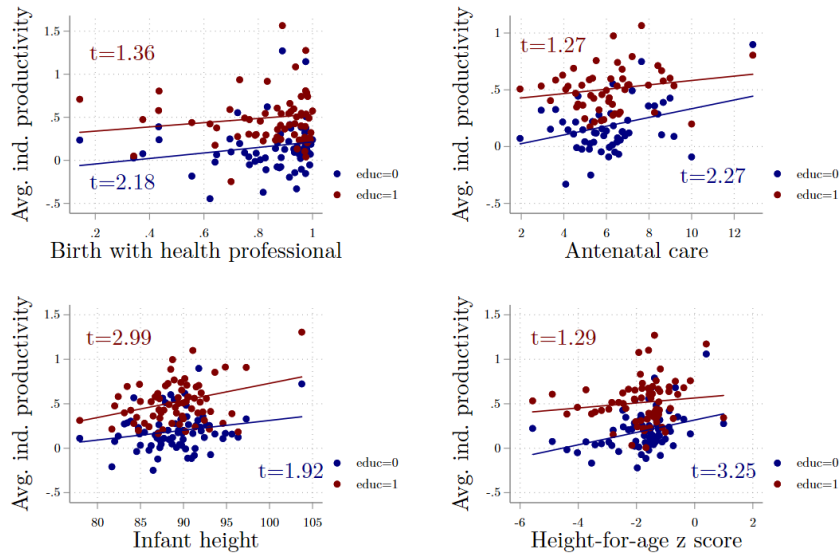 Avg. ind. productivity
1.5
1
.5
0
-.5
t=1.36
t=2.18
.2 .4 .6 .8 1
Birth with health professional
educ=0
educ=1
Avg. ind. productivity
1
.5
0
-.5
t=1.27
t=2.27
2 4 6 8 10 12
Antenatal care
educ=0
educ=1
Avg. ind. productivity
1.5
1
.5
0
-.5
t=2.99
t=1.92
80 85 90 95 100 105
Infant height
educ=0
educ=1
Avg. ind. productivity
1.5
1
.5
0
-.5
t=1.29
t=3.25
-6 -4 -2 0 2
Height-for-age z score
educ=0
educ=1